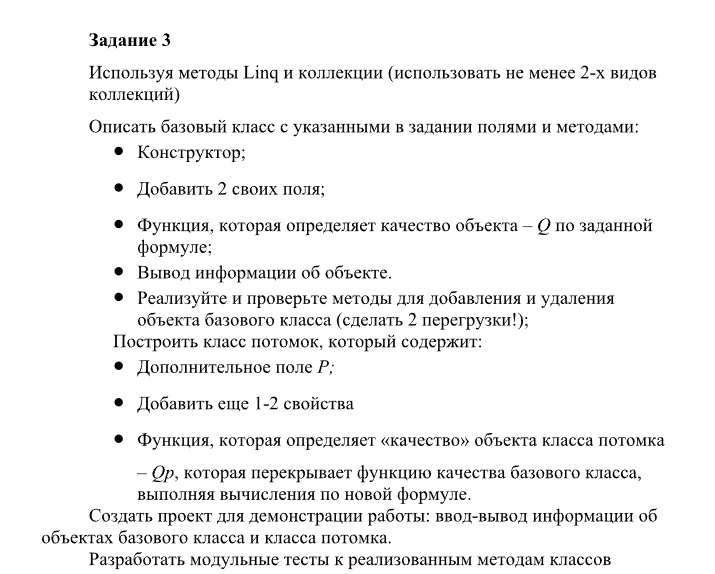 Задание 3
Используя методы Linq и коллекции (использовать не менее 2-х видов
коллекций)
Описать базовый класс с указанными в задании полями и методами:
• Конструктор;
• Добавить 2 своих поля;
• Функция, которая определяет качество объекта – Q по заданной
формуле;
• Вывод информации об объекте.
• Реализуйте и проверьте методы для добавления и удаления
объекта базового класса (сделать 2 перегрузки!);
Построить класс потомок, который содержит:
• Дополнительное поле P;
• Добавить еще 1-2 свойства
• Функция, которая определяет «качество» объекта класса потомка
– Qp, которая перекрывает функцию качества базового класса,
выполняя вычисления по новой формуле.
Создать проект для демонстрации работы: ввод-вывод информации об
объектах базового класса и класса потомка.
Разработать модульные тесты к реализованным методам классов